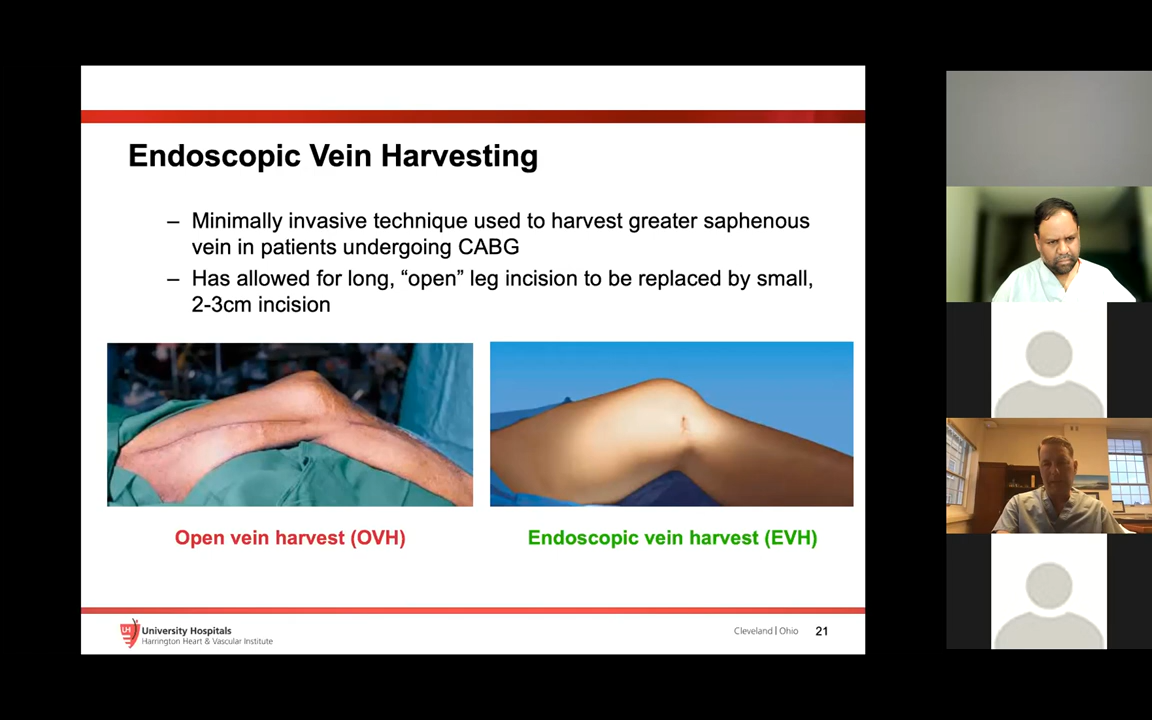 Endoscopic Vein Harvesting
– Minimally invasive technique used to harvest greater saphenous
vein in patients undergoing CABG
– Has allowed for long, “open” leg incision to be replaced by small,
2-3cm incision
Open vein harvest (OVH)
Endoscopic vein harvest (EVH)
UH
University Hospitals
Harrington Heart & Vascular Institute
Cleveland | Ohio
21